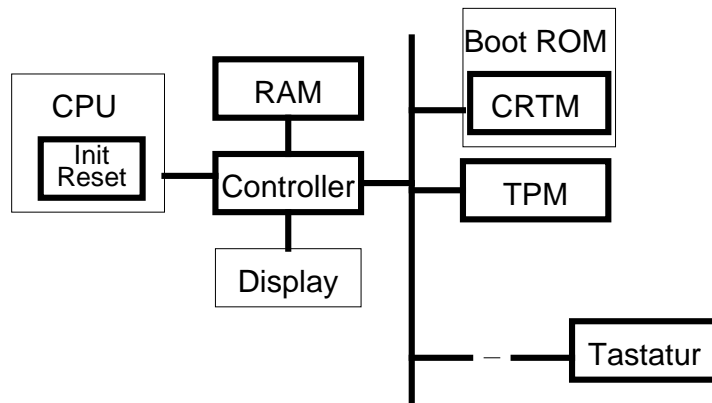 Boot ROM
CPU
RAM
CRTM
Init
Reset
Controller
TPM
Display
Tastatur